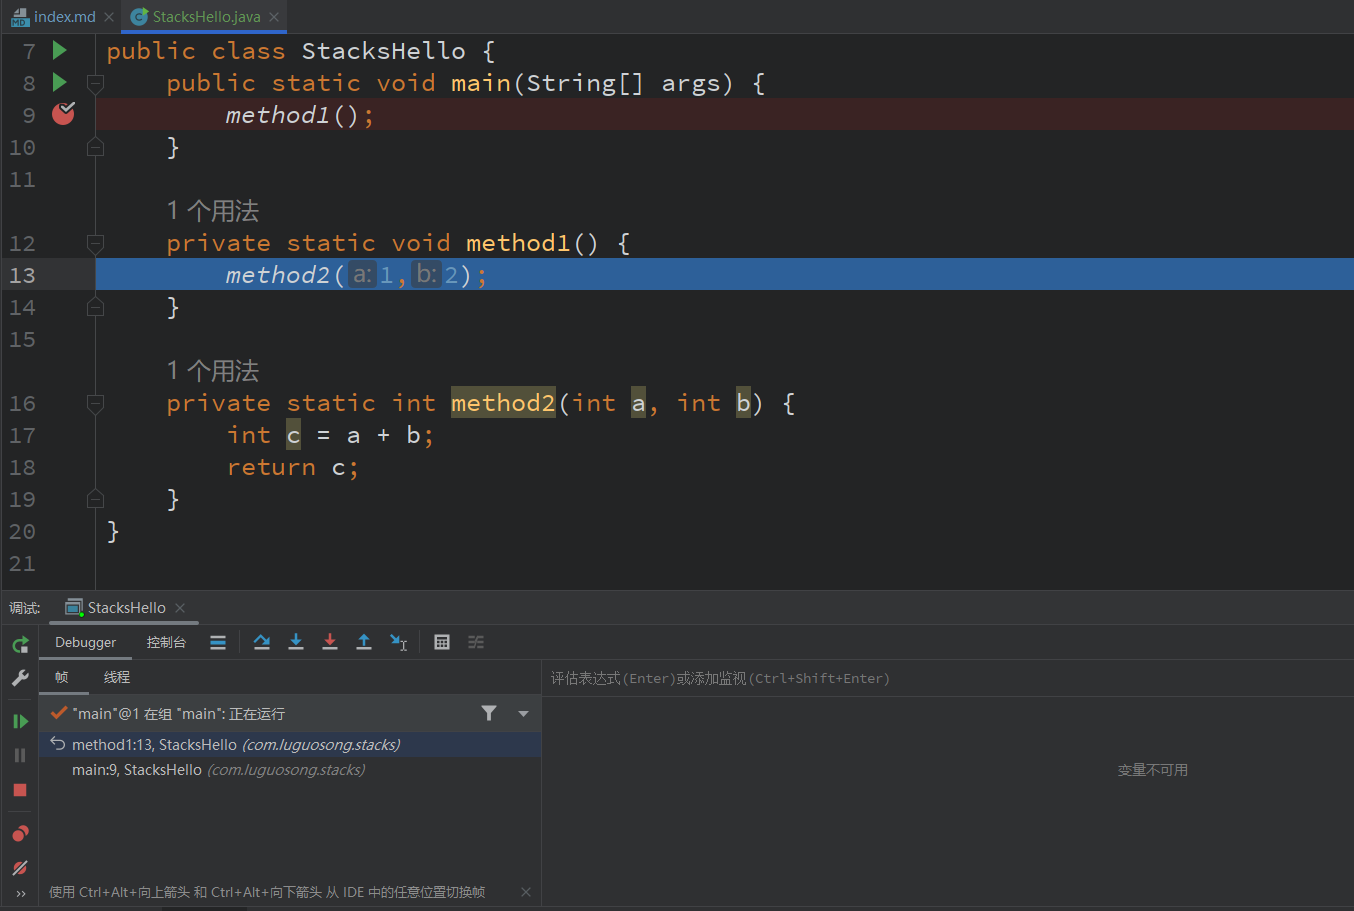 index.md StacksHello.java
7 public class StacksHello {
8 public static void main(String[] args) {
9 method1();
10 }
11
1 个用法
12 private static void method1() {
13 method2( a: 1, b: 2);
14 }
15
1 个用法
16 private static int method2(int a, int b) {
17 int c = a + b;
18 return c;
19 }
20 }
21
调试: StacksHello
Debugger 控制台
帧 线程 评估表达式(Enter)或添加监视(Ctrl+Shift+Enter)
"main"@1 在组 "main": 正在运行
method1:13, StacksHello (com.luguosong.stacks)
main:9, StacksHello (com.luguosong.stacks)
变量不可用
使用 Ctrl+Alt+向上箭头 和 Ctrl+Alt+向下箭头 从 IDE 中的任意位置切换帧